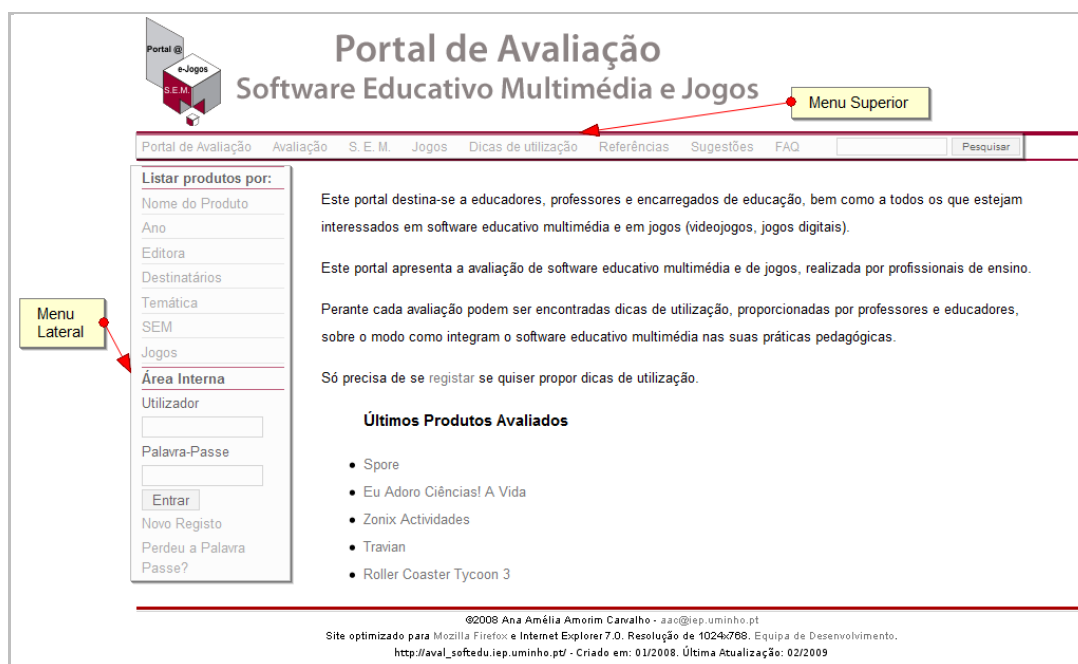 Portal @
e-Jogos
S.E.M.
Portal de Avaliação
Software Educativo Multimédia e Jogos
Menu Superior
Portal de Avaliação Avaliação S. E. M. Jogos Dicas de utilização Referências Sugestões FAQ Pesquisar
Listar produtos por:
Nome do Produto
Ano
Editora
Destinatários
Temática
SEM
Jogos
Menu
Lateral
Área Interna
Utilizador
Palavra-Passe
Entrar
Novo Registo
Perdeu a Palavra
Passe?
Este portal destina-se a educadores, professores e encarregados de educação, bem como a todos os que estejam
interessados em software educativo multimédia e em jogos (videojogos, jogos digitais).
Este portal apresenta a avaliação de software educativo multimédia e de jogos, realizada por profissionais de ensino.
Perante cada avaliação podem ser encontradas dicas de utilização, proporcionadas por professores e educadores,
sobre o modo como integram o software educativo multimédia nas suas práticas pedagógicas.
Só precisa de se registar se quiser propor dicas de utilização.
Últimos Produtos Avaliados
• Spore
• Eu Adoro Ciências! A Vida
• Zonix Actividades
• Travian
• Roller Coaster Tycoon 3
©2008 Ana Amélia Amorim Carvalho - aac@iep.uminho.pt
Site optimizado para Mozilla Firefox e Internet Explorer 7.0. Resolução de 1024x768. Equipa de Desenvolvimento.
http://aval_softedu.iep.uminho.pt/ - Criado em: 01/2008. Última Atualização: 02/2009